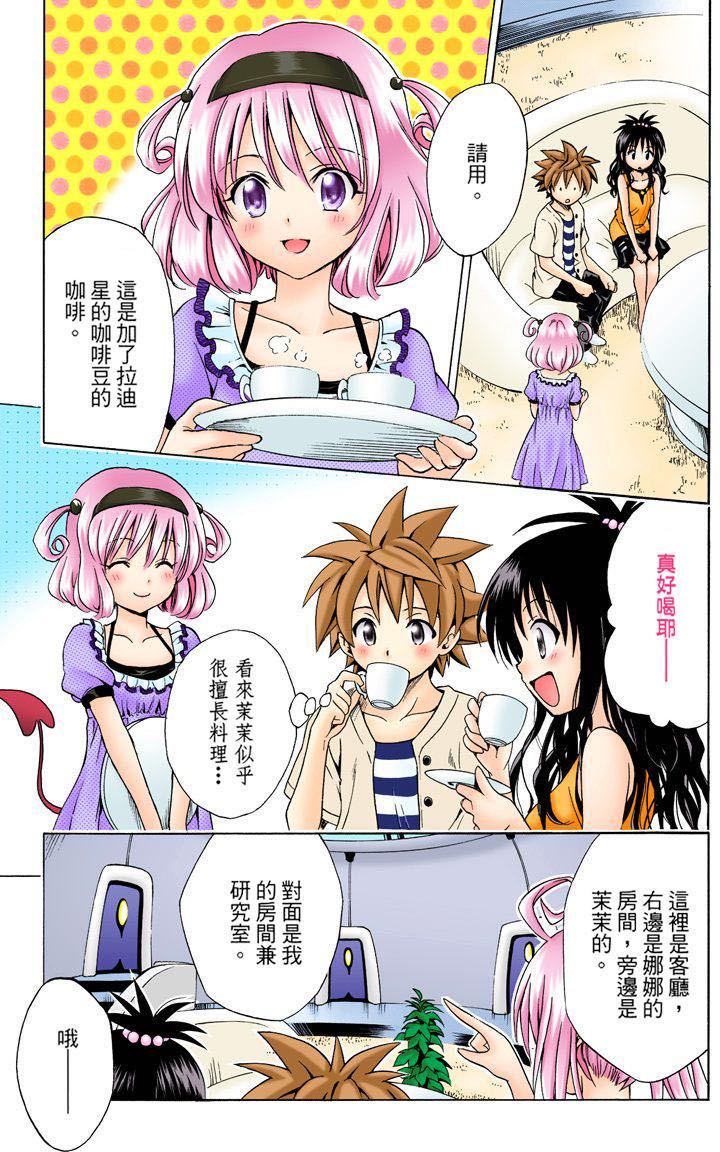 請用。
這是加了拉迪
星的咖啡豆的
咖啡。
真好喝耶──
看來茉茉似乎
很擅長料理…
這裡是客廳，
右邊是娜娜的
房間，旁邊是
茉茉的。
對面是我
的房間兼
研究室。
哦──